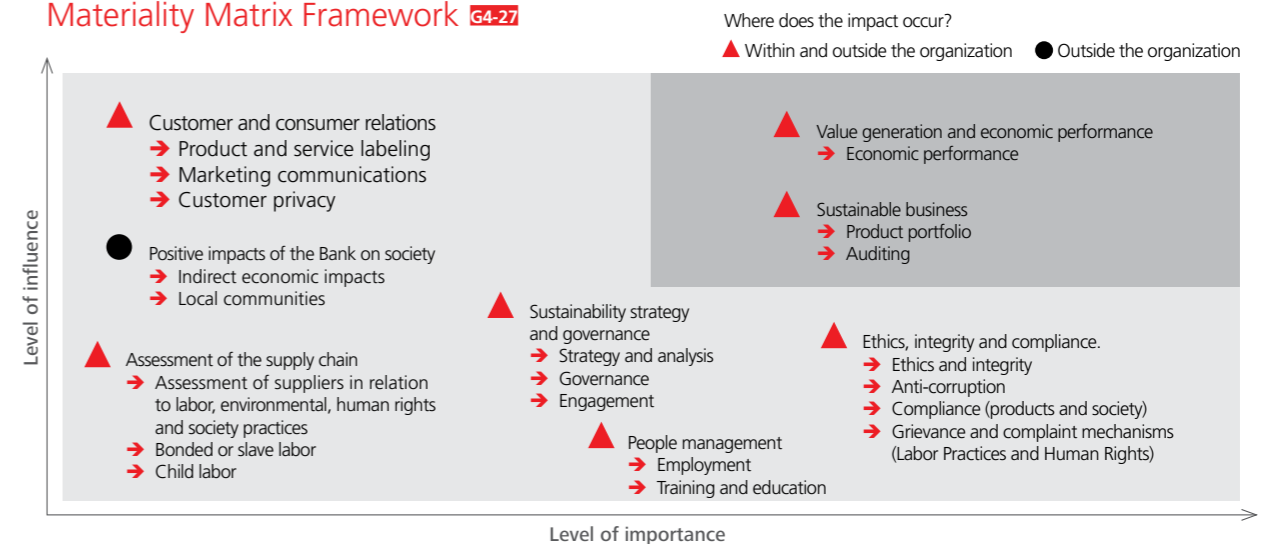 Materiality Matrix Framework G4-27
Where does the impact occur?
Within and outside the organization
Outside the organization
Level of influence
Customer and consumer relations
Product and service labeling
Marketing communications
Customer privacy
Value generation and economic performance
Economic performance
Sustainable business
Product portfolio
Auditing
Positive impacts of the Bank on society
Indirect economic impacts
Local communities
Assessment of the supply chain
Assessment of suppliers in relation
to labor, environmental, human rights
and society practices
Bonded or slave labor
Child labor
Sustainability strategy
and governance
Strategy and analysis
Governance
Engagement
People management
Employment
Training and education
Ethics, integrity and compliance.
Ethics and integrity
Anti-corruption
Compliance (products and society)
Grievance and complaint mechanisms
(Labor Practices and Human Rights)
Level of importance